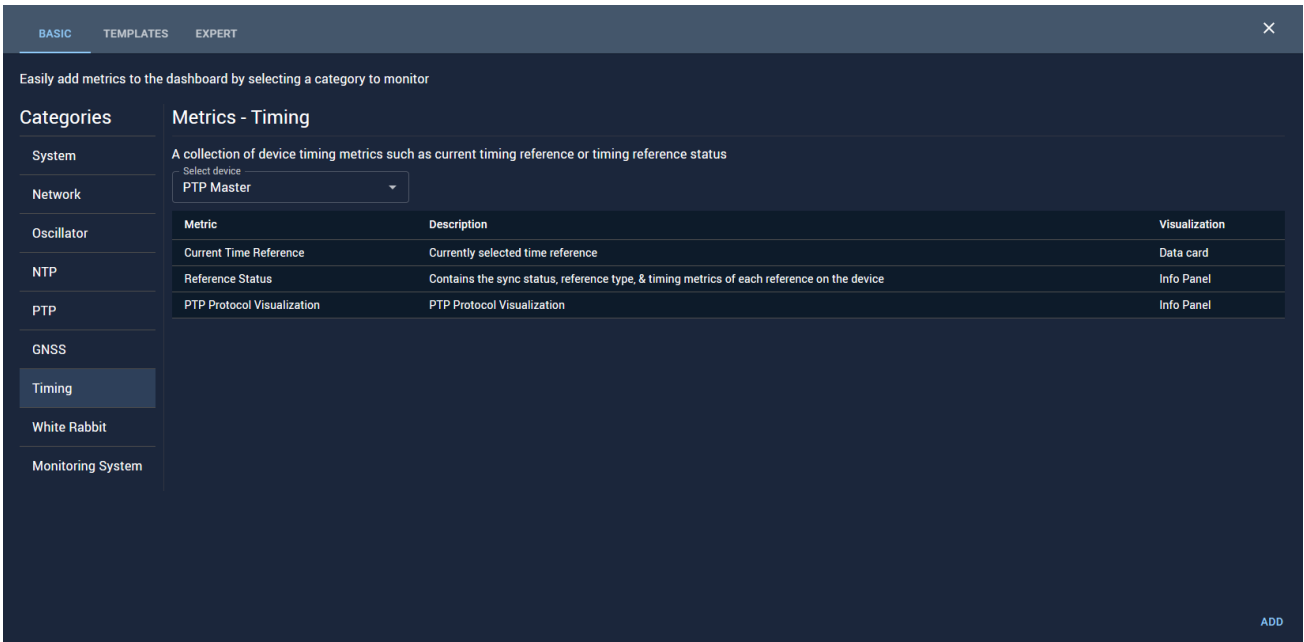 BASIC TEMPLATES EXPERT
Easily add metrics to the dashboard by selecting a category to monitor
Categories
System
Network
Oscillator
NTP
PTP
GNSS
Timing
White Rabbit
Monitoring System
Metrics - Timing
A collection of device timing metrics such as current timing reference or timing reference status
Select device
PTP Master
Metric Description Visualization
Current Time Reference Currently selected time reference Data card
Reference Status Contains the sync status, reference type, & timing metrics of each reference on the device Info Panel
PTP Protocol Visualization PTP Protocol Visualization Info Panel
ADD